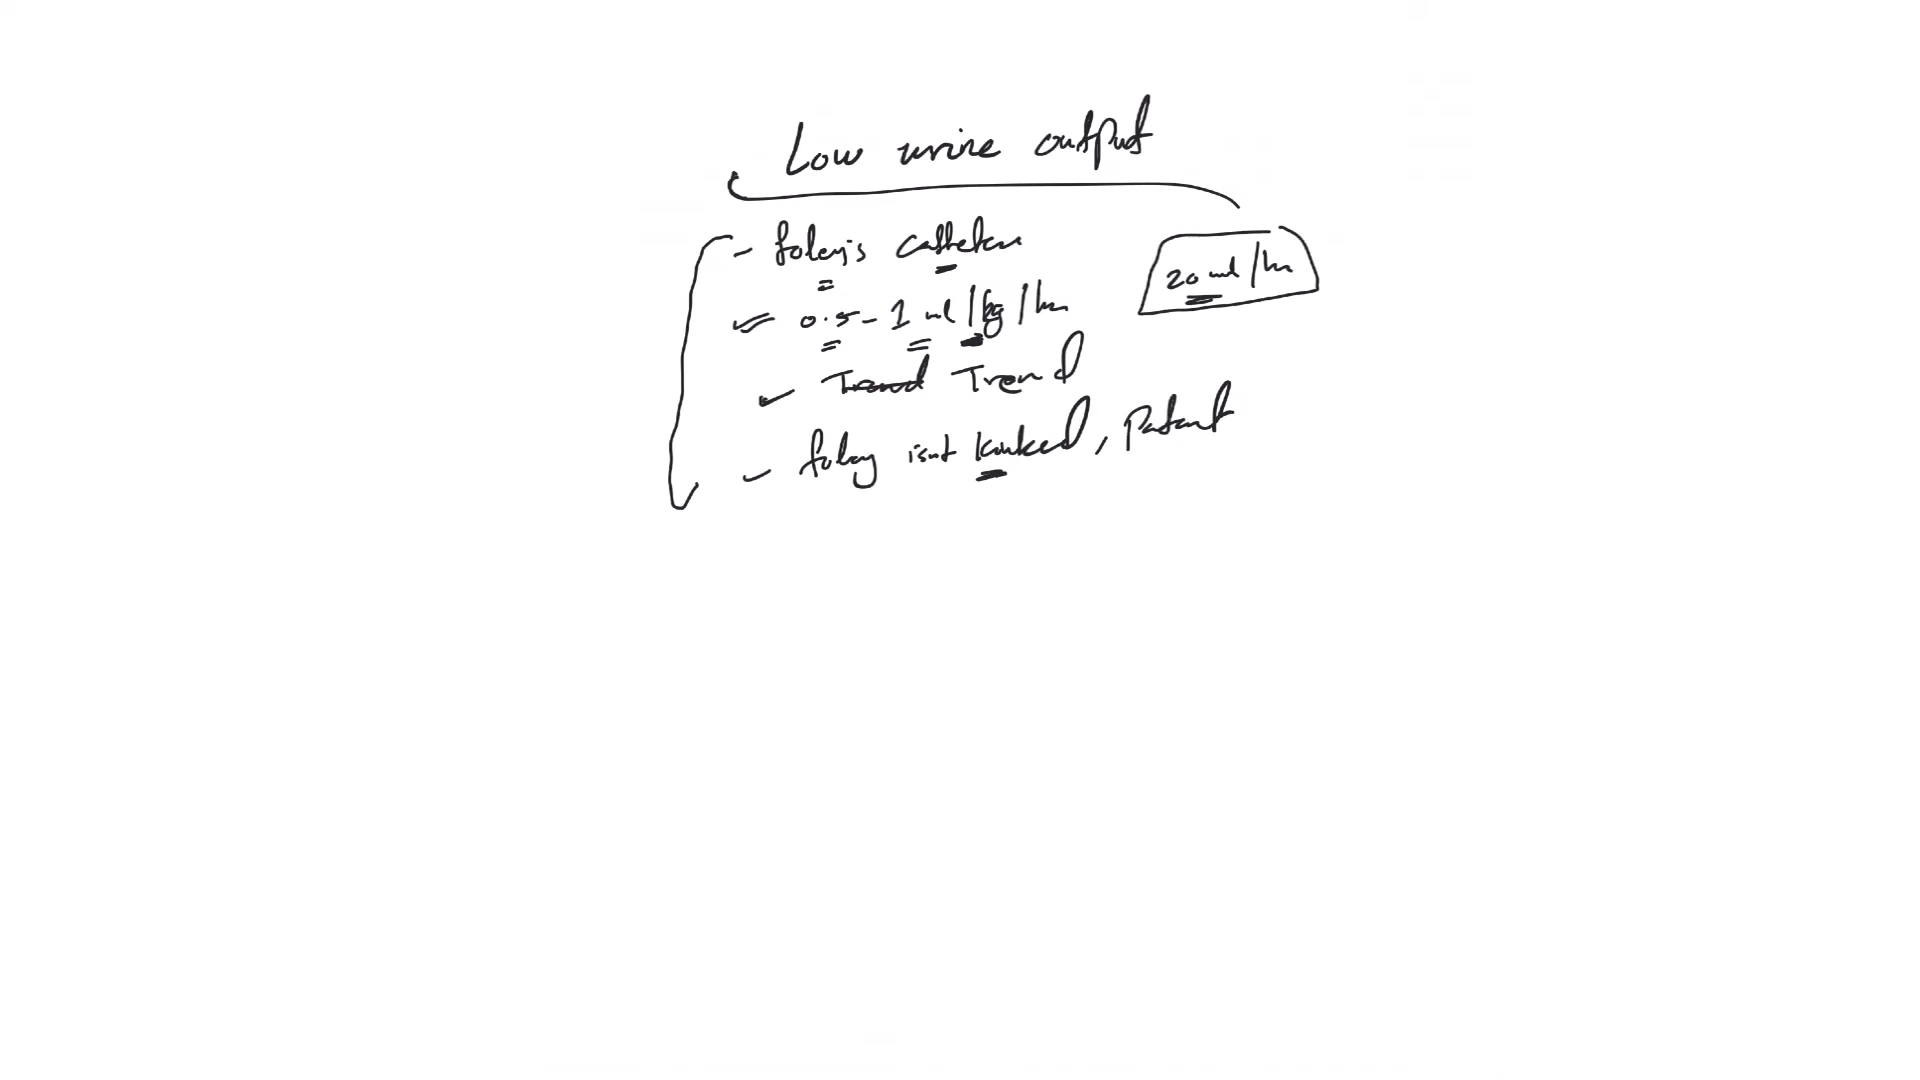 Low urine output
- foley's catheter
0.5 - 1 ml/kg/hr
20 ml/hr
Trend Trend
- foley isnt kinked, Patent